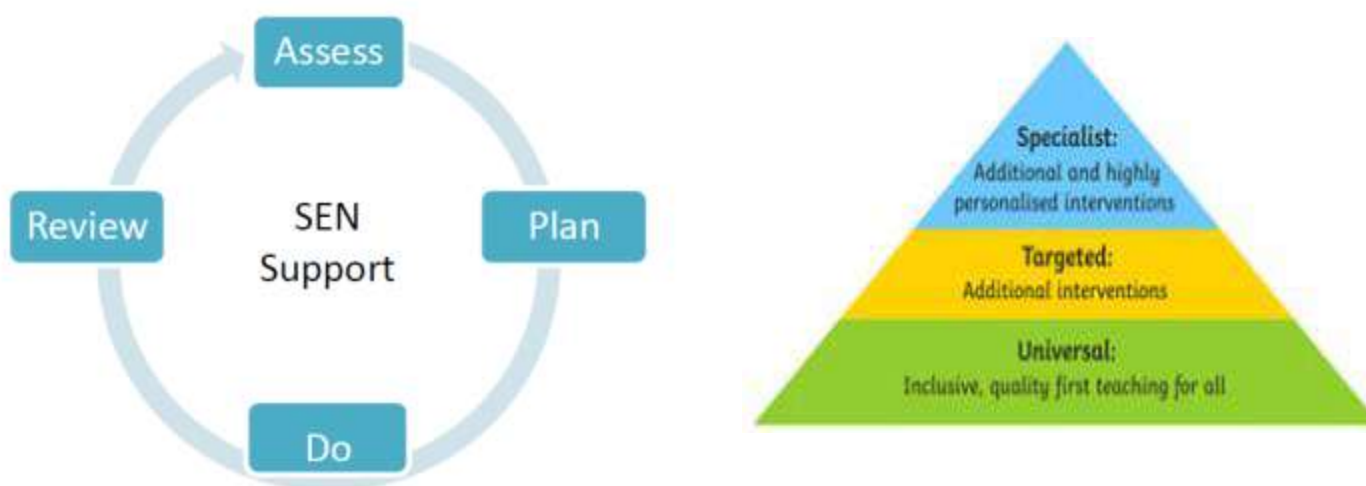 Assess
Review
SEN
Support
Plan
Do
Specialist:
Additional and highly
personalised interventions
Targeted:
Additional interventions
Universal:
Inclusive, quality first teaching for all